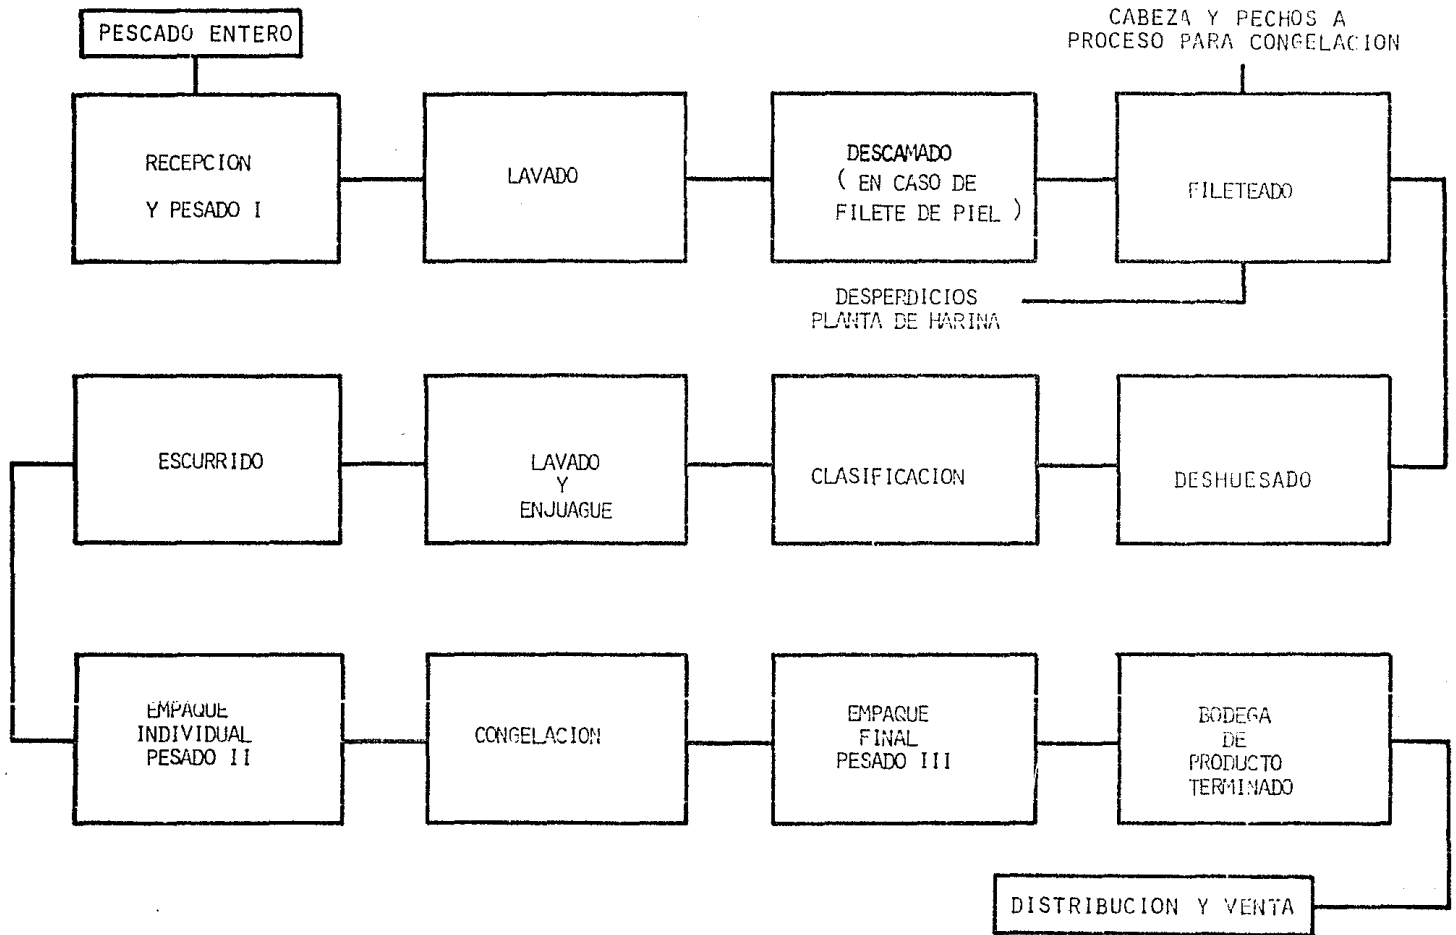 PESCADO ENTERO
CABEZA Y PECHOS A
PROCESO PARA CONGELACION
RECEPCION
Y PESADO I
LAVADO
DESCAMADO
( EN CASO DE
FILETE DE PIEL )
FILETEADO
DESPERDICIOS
PLANTA DE HARINA
ESCURRIDO
LAVADO
Y
ENJUAGUE
CLASIFICACION
DESHUESADO
EMPAQUE
INDIVIDUAL
PESADO II
CONGELACION
EMPAQUE
FINAL
PESADO III
BODEGA
DE
PRODUCTO
TERMINADO
DISTRIBUCION Y VENTA